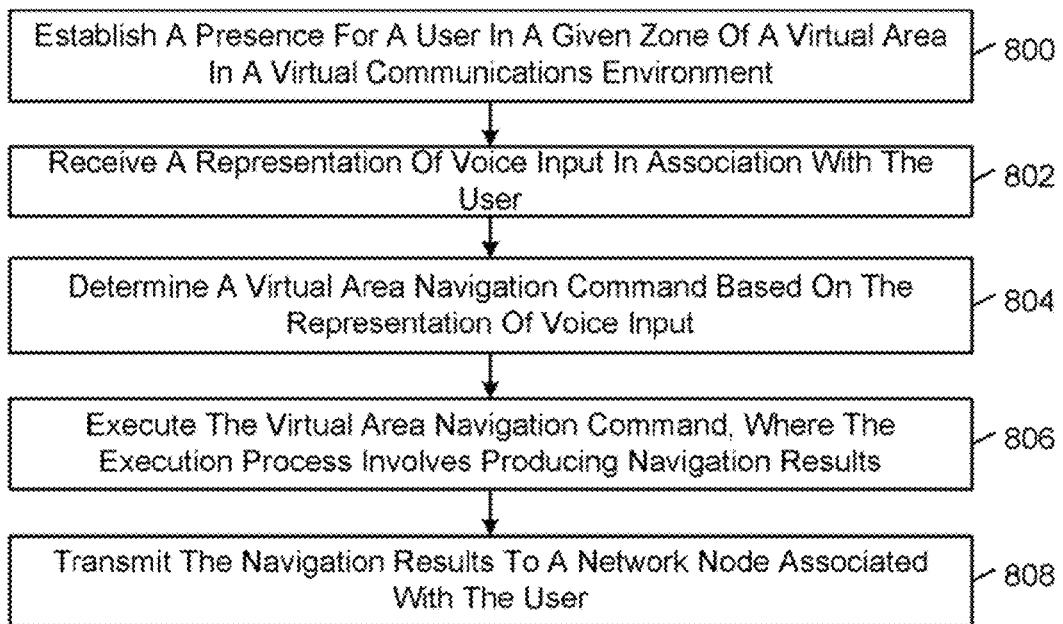 Establish A Presence For A User In A Given Zone Of A Virtual Area
In A Virtual Communications Environment
800
Receive A Representation Of Voice Input In Association With The
User
802
Determine A Virtual Area Navigation Command Based On The
Representation Of Voice Input
804
Execute The Virtual Area Navigation Command, Where The
Execution Process Involves Producing Navigation Results
806
Transmit The Navigation Results To A Network Node Associated
With The User
808